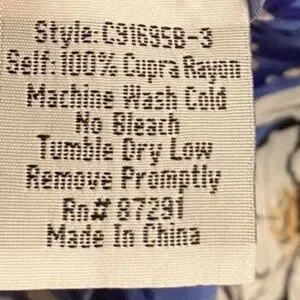 Style: C91695B-3
Self: 100% Cupra Rayon
Machine Wash Cold
No Bleach
Tumble Dry Low
Remove Promptly
Rn# 87291
Made In China